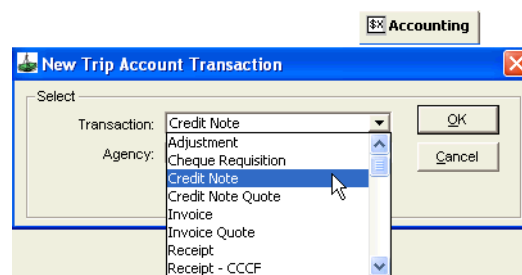 Accounting
New Trip Account Transaction
Select
Transaction: Credit Note OK
Adjustment
Agency: Cheque Requisition Cancel
Credit Note
Credit Note Quote
Invoice
Invoice Quote
Receipt
Receipt - CCCF